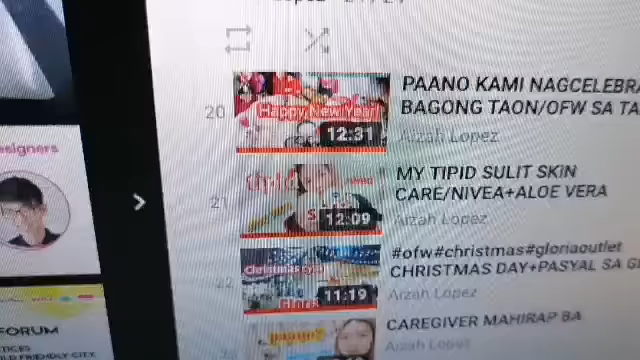 20
Happy New Year!
12:31
PAANO KAMI NAGCELEBRA
BAGONG TAON/OFW SA TA
Aizah Lopez
21
12:09
MY TIPID SULIT SKIN
CARE/NIVEA+ALOE VERA
Aizah Lopez
22
11:19
#ofw#christmas#gloriaoutlet
CHRISTMAS DAY+PASYAL SA G
Aizah Lopez
CAREGIVER MAHIRAP BA
Aizah Lopez
esigners
FORUM